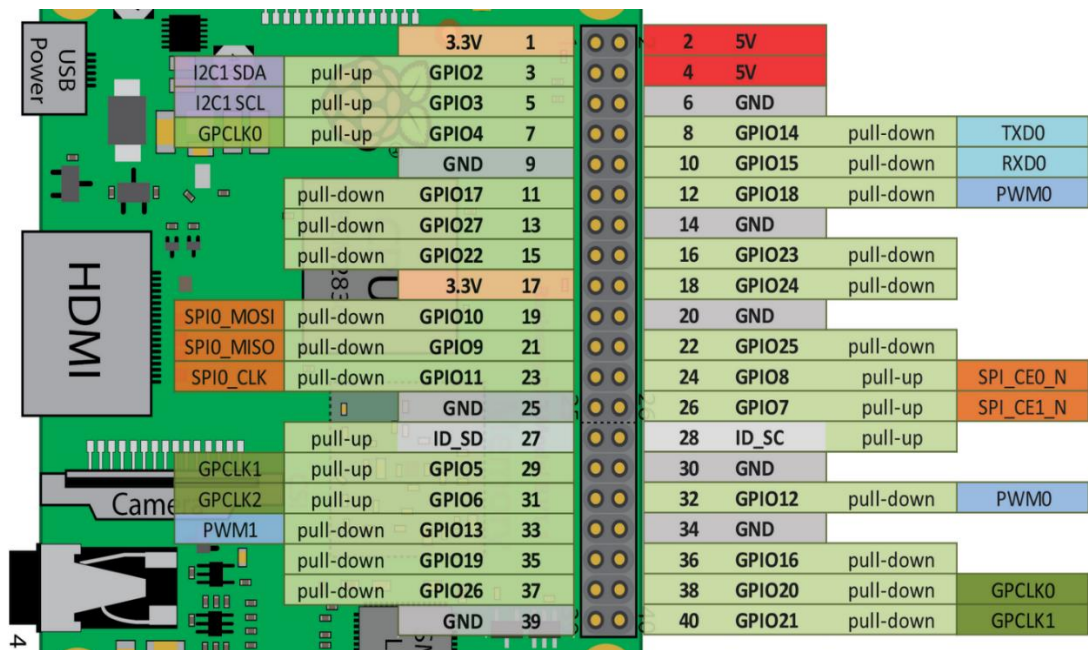 USB Power
3.3V 1 2 5V
I2C1 SDA pull-up GPIO2 3 4 5V
I2C1 SCL pull-up GPIO3 5 6 GND
GPCLK0 pull-up GPIO4 7 8 GPIO14 pull-down TXD0
GND 9 10 GPIO15 pull-down RXD0
pull-down GPIO17 11 12 GPIO18 pull-down PWM0
pull-down GPIO27 13 14 GND
pull-down GPIO22 15 16 GPIO23 pull-down
3.3V 17 18 GPIO24 pull-down
HDMI
SPI0_MOSI pull-down GPIO10 19 20 GND
SPI0_MISO pull-down GPIO9 21 22 GPIO25 pull-down
SPI0_CLK pull-down GPIO11 23 24 GPIO8 pull-up SPI_CE0_N
GND 25 26 GPIO7 pull-up SPI_CE1_N
pull-up ID_SD 27 28 ID_SC pull-up
GPCLK1 pull-up GPIO5 29 30 GND
GPCLK2 pull-up GPIO6 31 32 GPIO12 pull-down PWM0
PWM1 pull-down GPIO13 33 34 GND
pull-down GPIO19 35 36 GPIO16 pull-down
pull-down GPIO26 37 38 GPIO20 pull-down GPCLK0
GND 39 40 GPIO21 pull-down GPCLK1
4